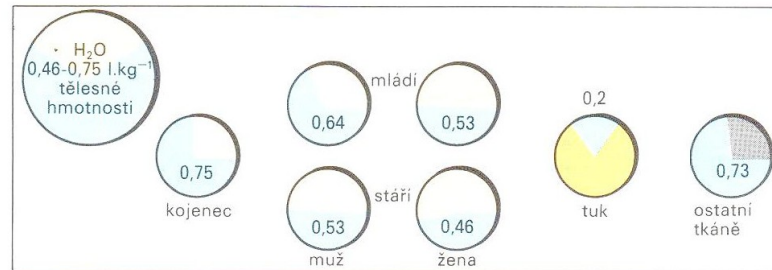 H₂O
0,46-0,75 l.kg⁻¹
tělesné
hmotnosti
0,75
kojenec
mládí
0,64
0,53
stáří
0,53
0,46
muž
žena
0,2
tuk
0,73
ostatní
tkáně